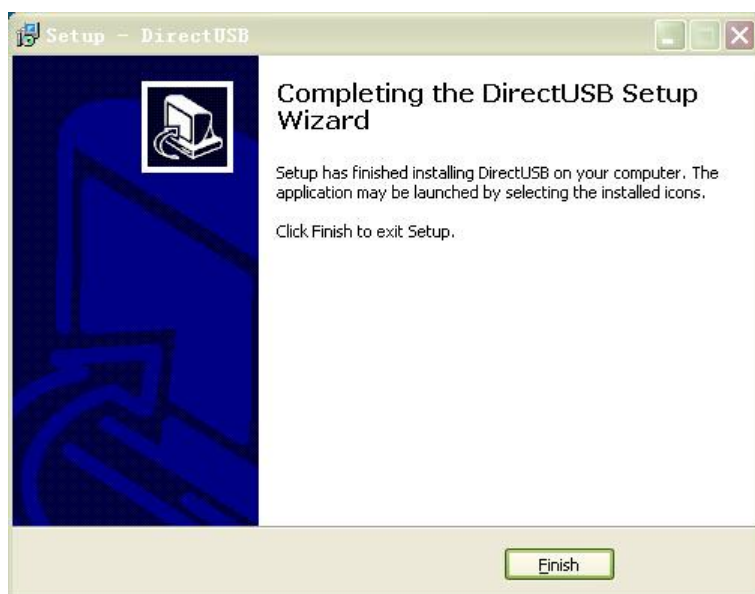 Setup - DirectUSB
Completing the DirectUSB Setup
Wizard
Setup has finished installing DirectUSB on your computer. The
application may be launched by selecting the installed icons.
Click Finish to exit Setup.
Finish